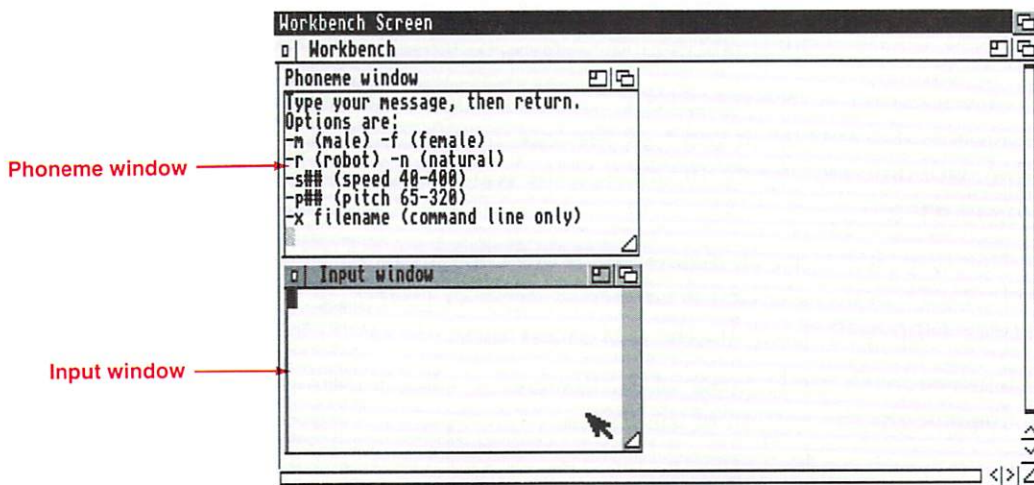 Workbench Screen
Workbench
Phoneme window
Type your message, then return.
Options are:
-m (male) -f (female)
-r (robot) -n (natural)
-s## (speed 40-400)
-p## (pitch 65-320)
-x filename (command line only)
Phoneme window
Input window
Input window